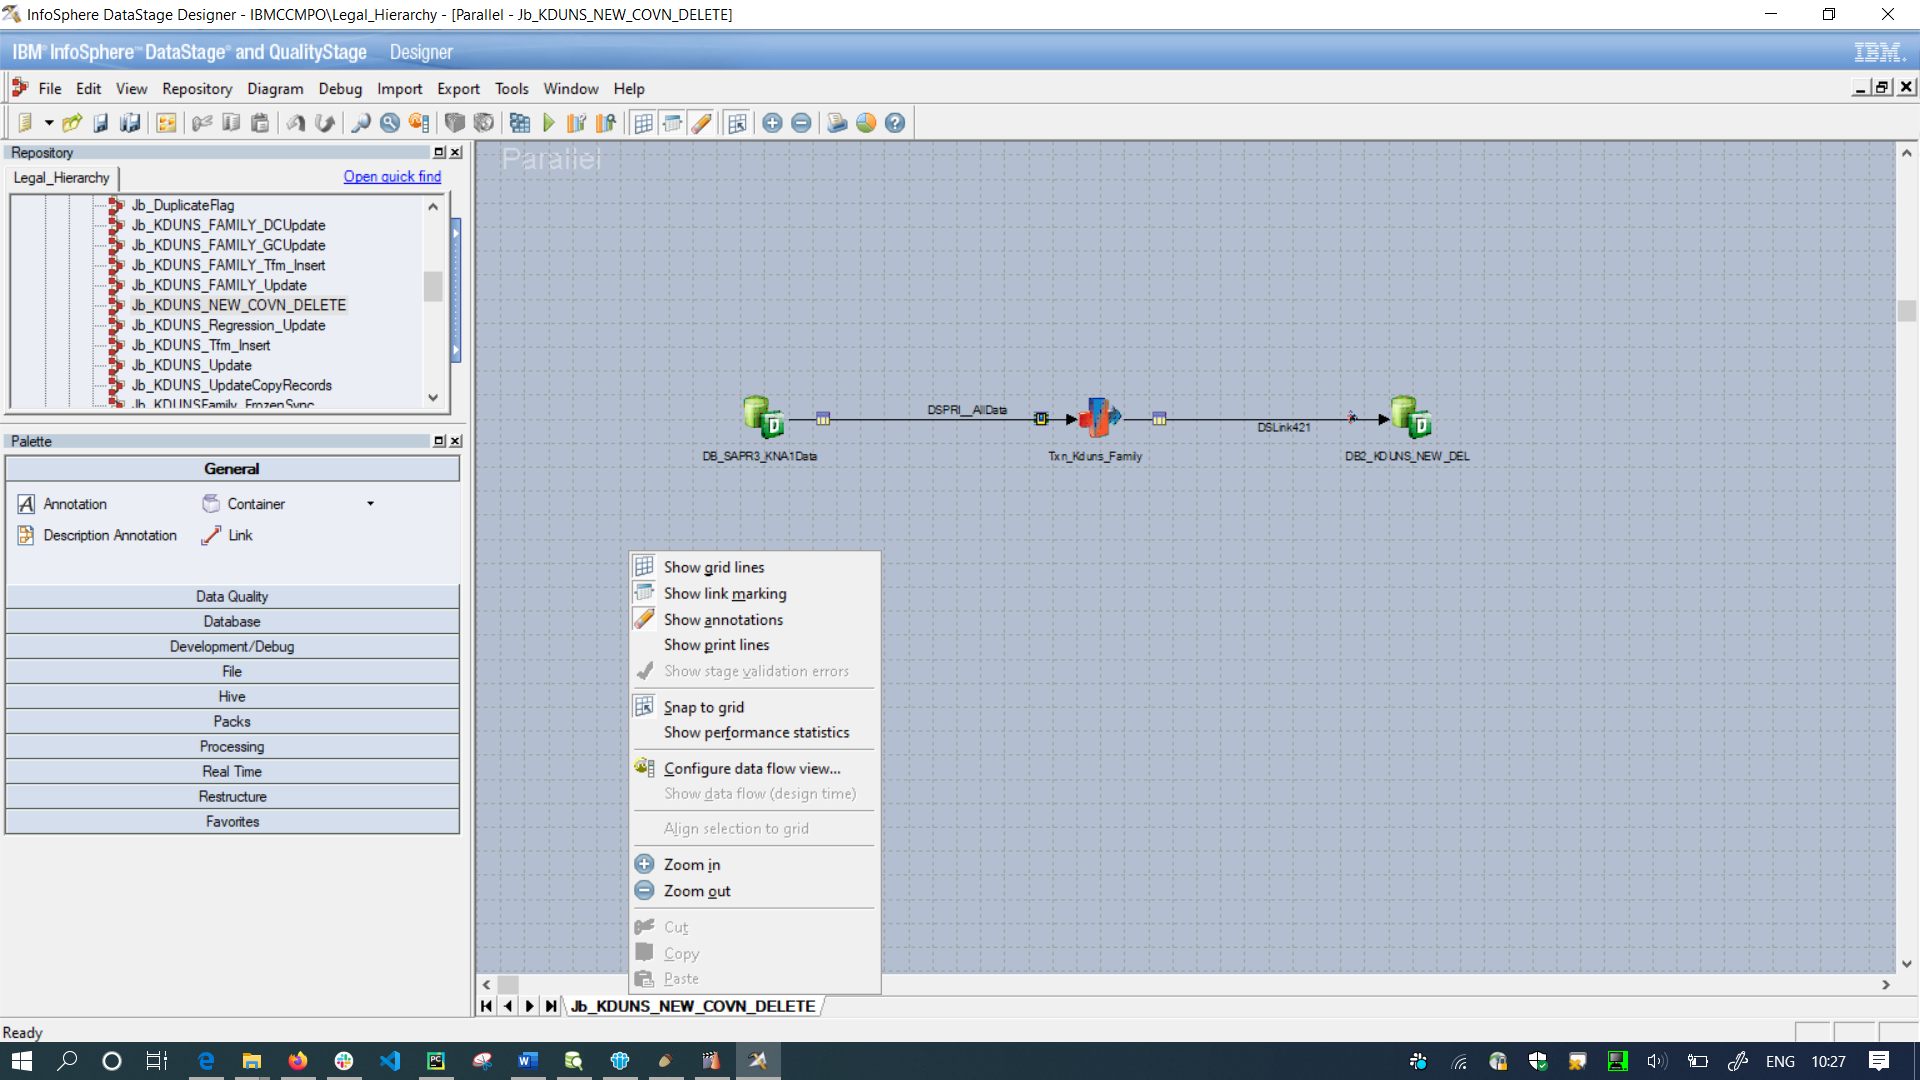 InfoSphere DataStage Designer - IBMCCMPO\Legal_Hierarchy - [Parallel - Jb_KDUNS_NEW_COVN_DELETE]
IBM® InfoSphere™ DataStage® and QualityStage Designer
IBM.
File Edit View Repository Diagram Debug Import Export Tools Window Help
Repository
Legal_Hierarchy
Open quick find
Jb_DuplicateFlag
Jb_KDUNS_FAMILY_DCUpdate
Jb_KDUNS_FAMILY_GCUpdate
Jb_KDUNS_FAMILY_Tfm_Insert
Jb_KDUNS_FAMILY_Update
Jb_KDUNS_NEW_COVN_DELETE
Jb_KDUNS_Regression_Update
Jb_KDUNS_Tfm_Insert
Jb_KDUNS_Update
Jb_KDUNS_UpdateCopyRecords
Jb_KDUNSFamily_FrozenSync
Palette
General
Annotation
Container
Description Annotation
Link
Data Quality
Database
Development/Debug
File
Hive
Packs
Processing
Real Time
Restructure
Favorites
Parallel
DSPRI__AllData
DSLink421
DB_SAPR3_KNA1Data
Txn_Kduns_Family
DB2_KDUNS_NEW_DEL
Show grid lines
Show link marking
Show annotations
Show print lines
Show stage validation errors
Snap to grid
Show performance statistics
Configure data flow view...
Show data flow (design time)
Align selection to grid
Zoom in
Zoom out
Cut
Copy
Paste
Jb_KDUNS_NEW_COVN_DELETE
Ready
ENG 10:27